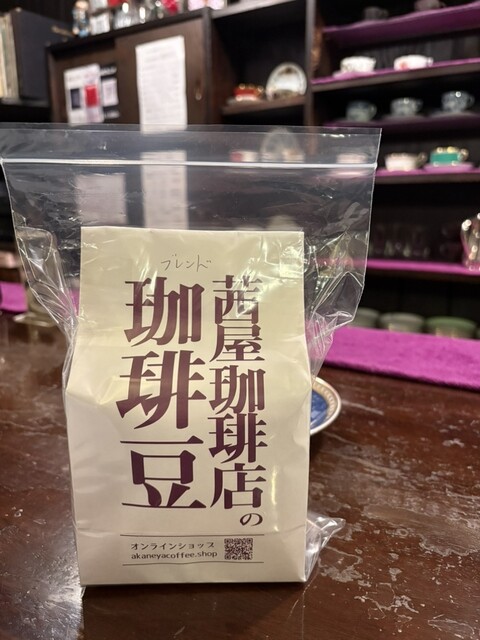 ブレンド
茜屋珈琲店の
珈琲豆
オンラインショップ
akaneyacoffee.shop